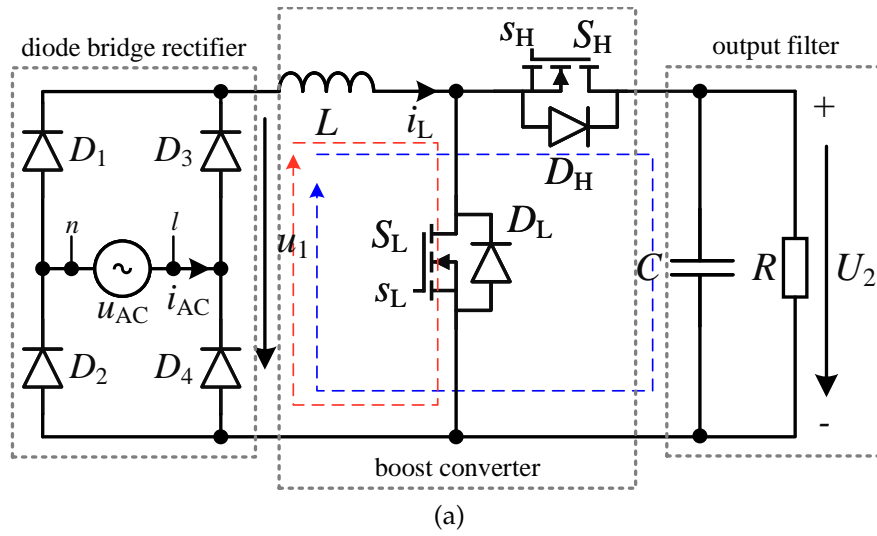 diode bridge rectifier
s_H
S_H
output filter
L
i_L
+
D_1
D_3
D_H
n
l
u_1
S_L
D_L
~
C
R
U_2
u_AC
i_AC
s_L
D_2
D_4
-
boost converter
(a)